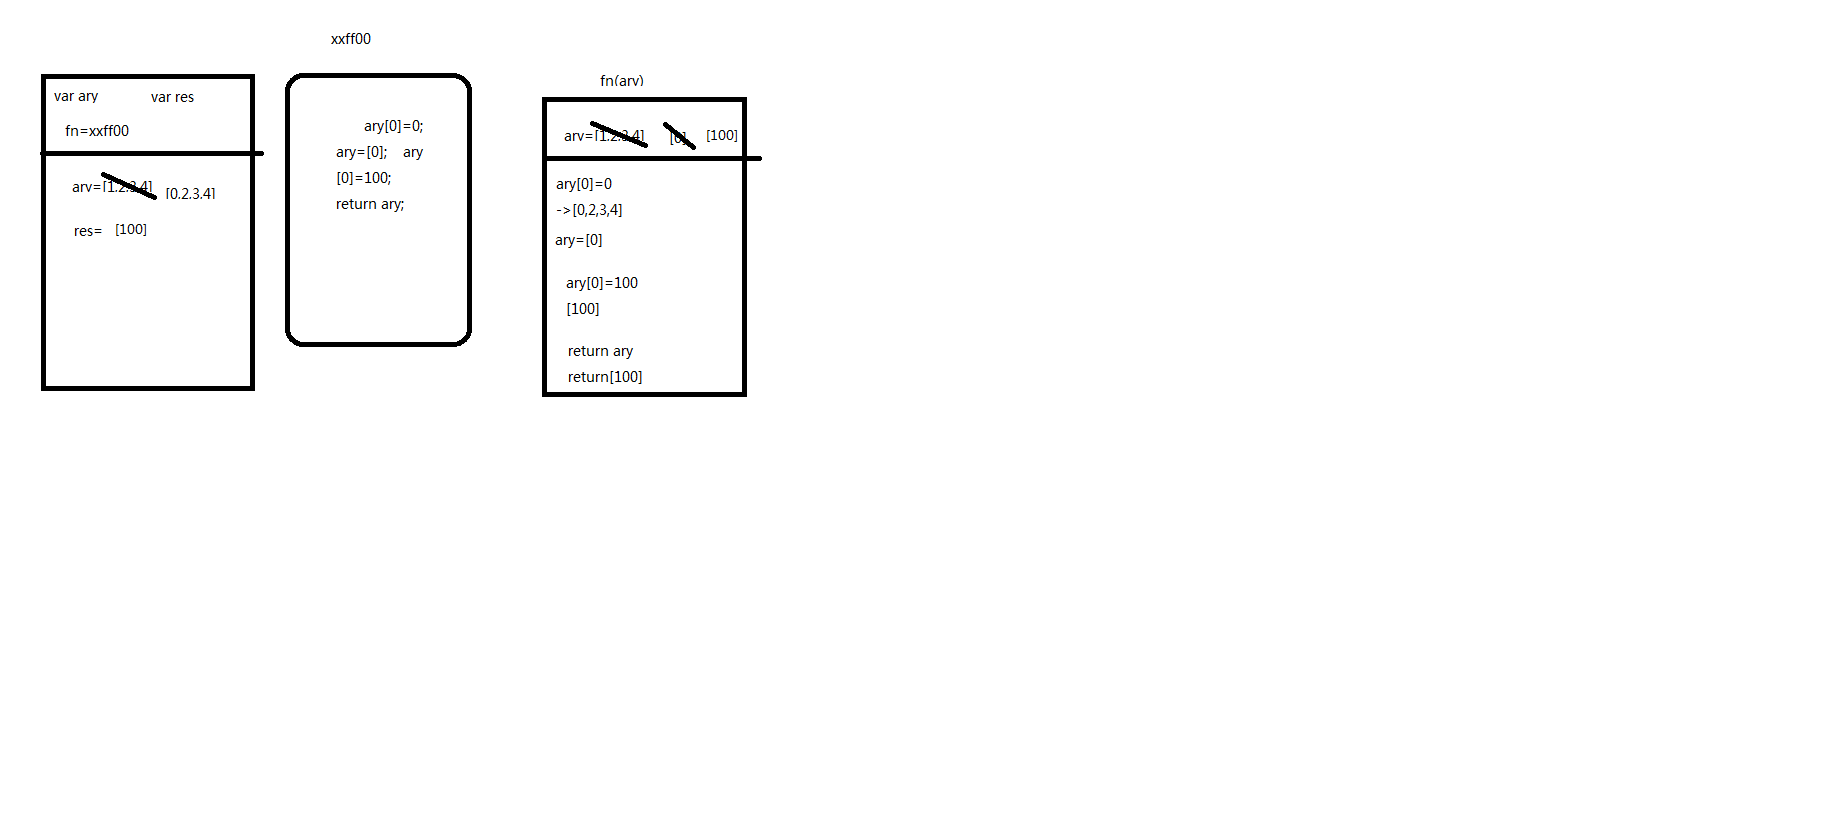 xxff00
var ary var res
fn=xxff00
ary=[1,2,3,4] [0,2,3,4]
res= [100]
ary[0]=0;
ary=[0]; ary
[0]=100;
return ary;
fn(ary)
ary=[1,2,3,4] [0] [100]
ary[0]=0
->[0,2,3,4]
ary=[0]
ary[0]=100
[100]
return ary
return[100]